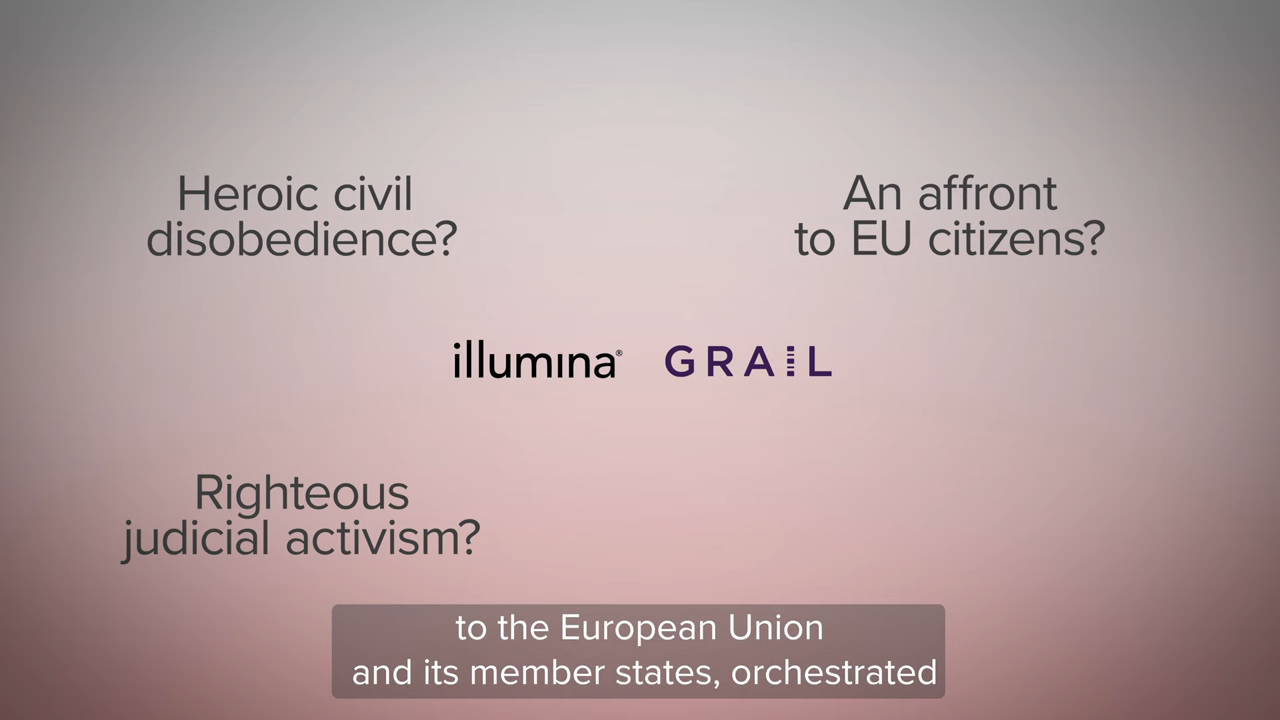 Heroic civil
disobedience?
An affront
to EU citizens?
illumina®
GRAIL
Righteous
judicial activism?
to the European Union
and its member states, orchestrated